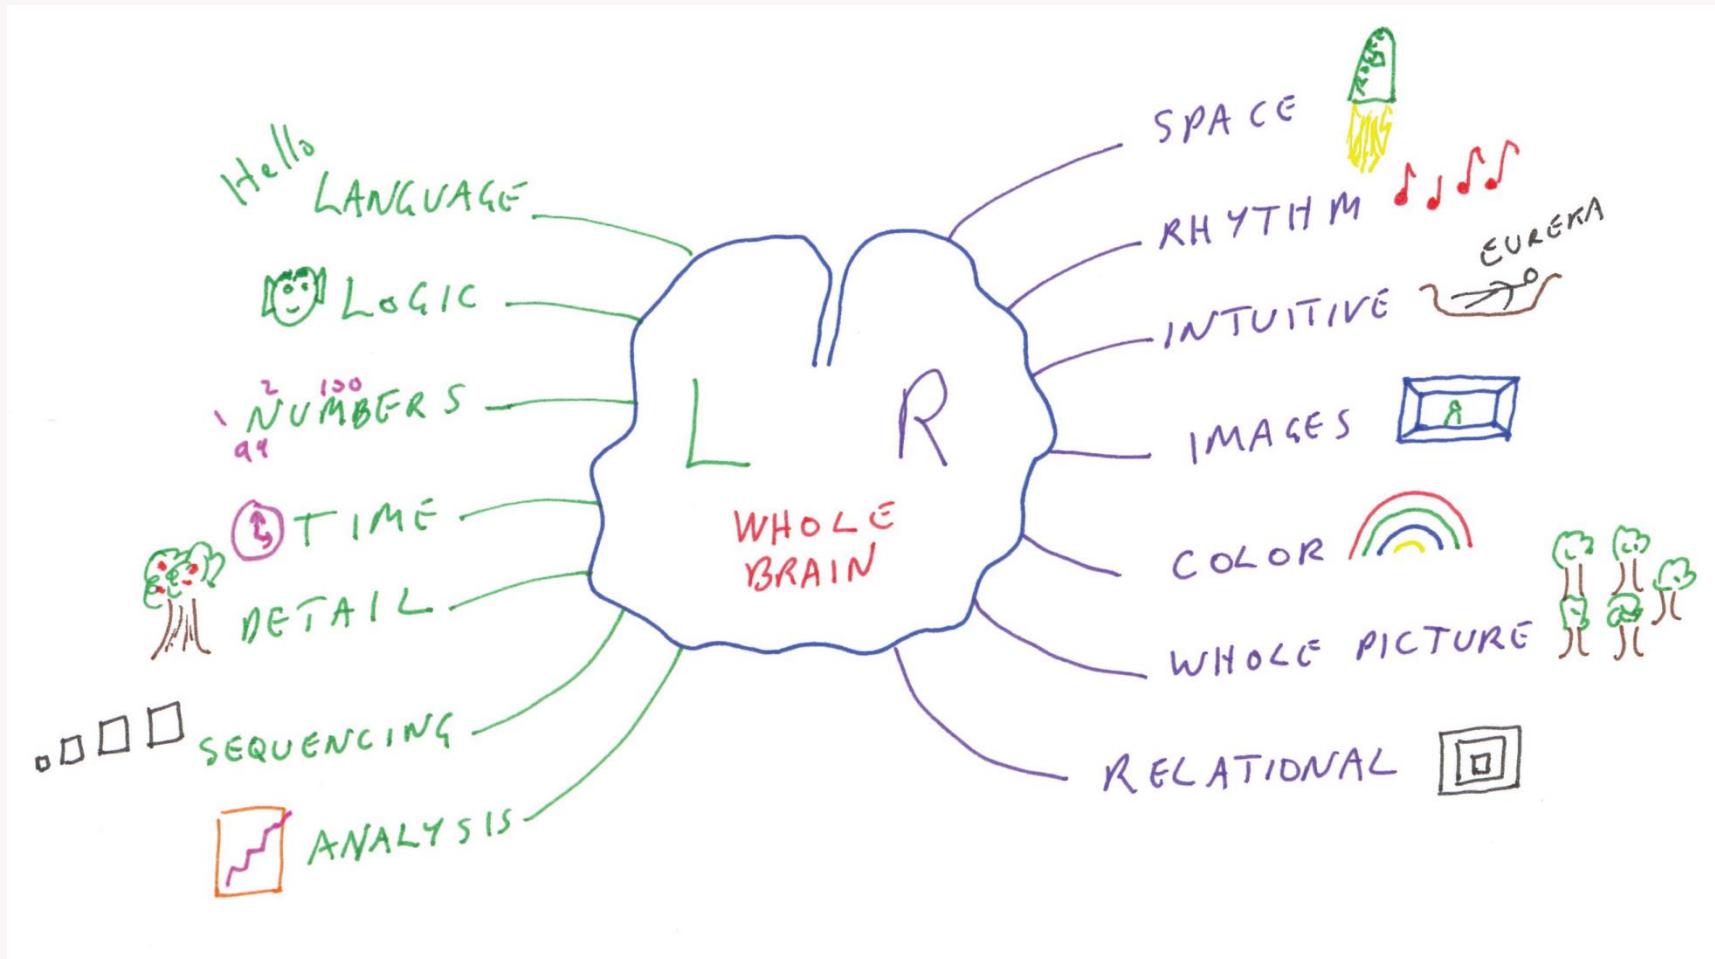 Hello
LANGUAGE
LOGIC
2 100
1 NUMBERS
99
TIME
DETAIL
SEQUENCING
ANALYSIS
L R
WHOLE
BRAIN
SPACE
RHYTHM
EUREKA
INTUITIVE
IMAGES
COLOR
WHOLE PICTURE
RELATIONAL